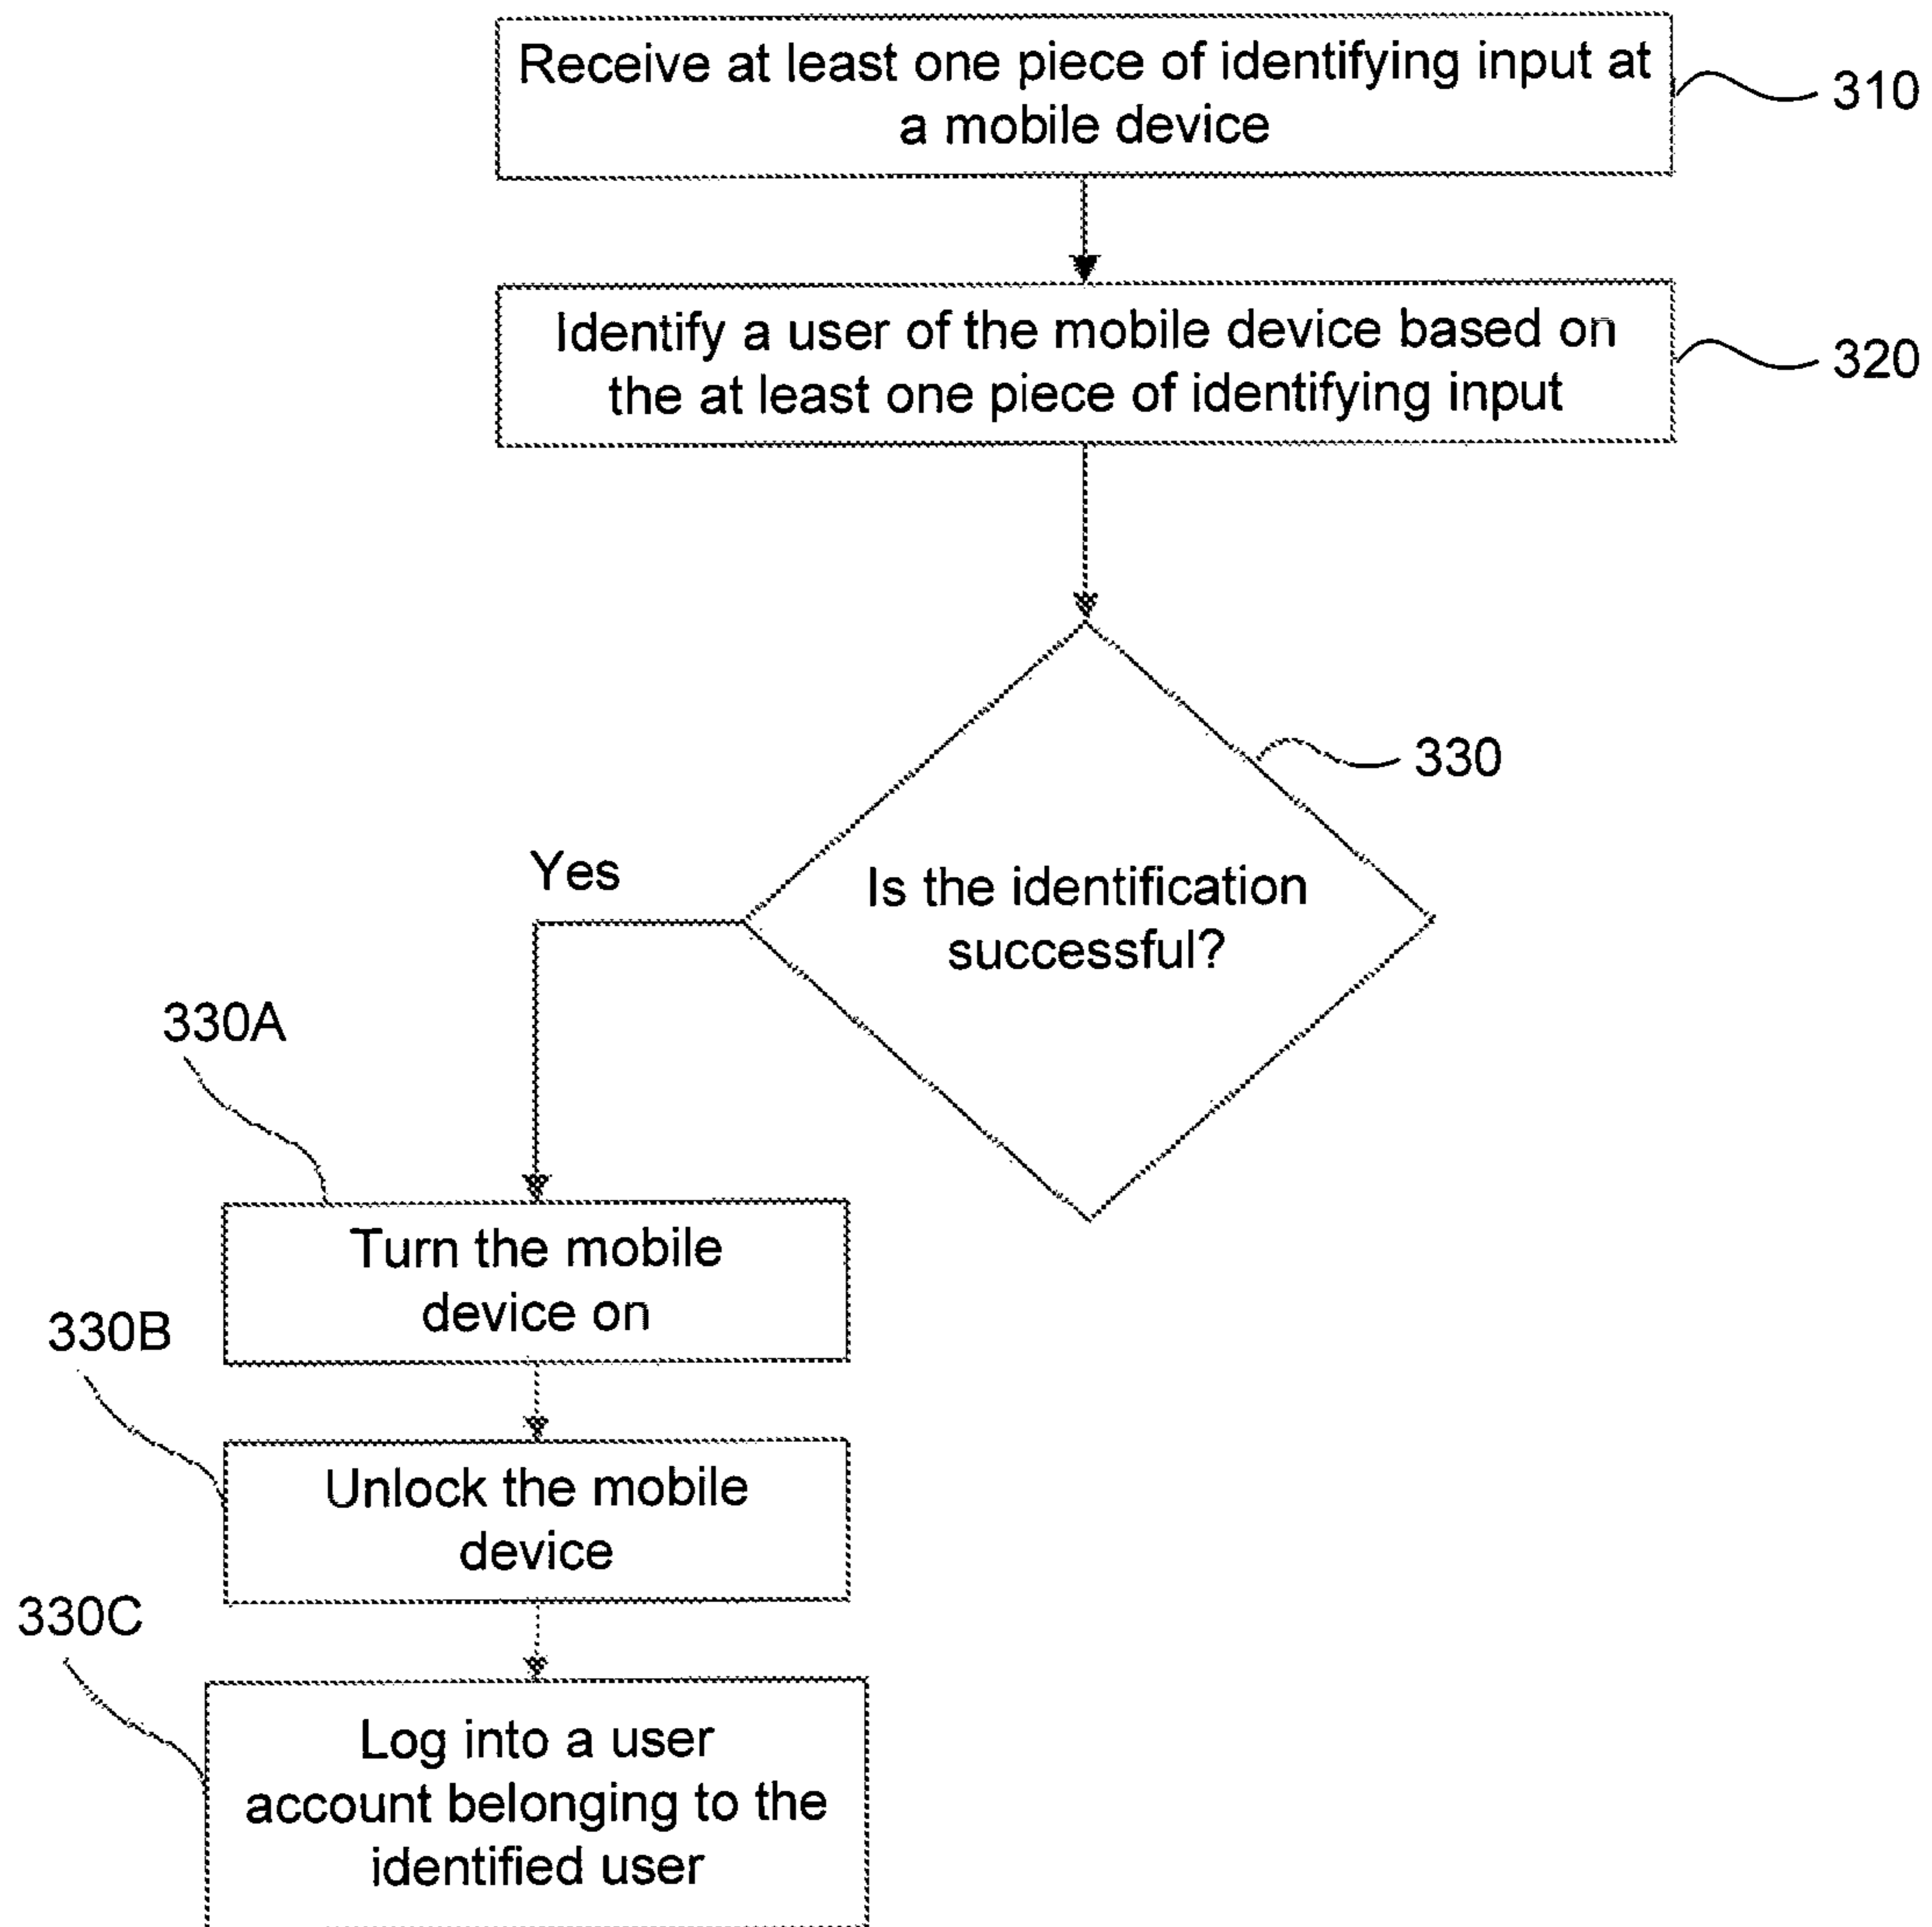 Receive at least one piece of identifying input at
a mobile device
310
Identify a user of the mobile device based on
the at least one piece of identifying input
320
330
Is the identification
successful?
Yes
330A
Turn the mobile
device on
330B
Unlock the mobile
device
330C
Log into a user
account belonging to the
identified user